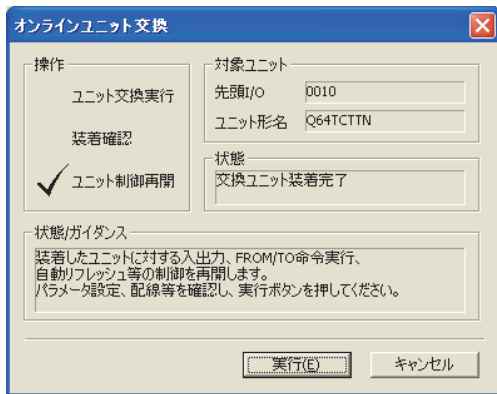 オンラインユニット交換
操作
ユニット交換実行
装着確認
ユニット制御再開
対象ユニット
先頭I/O 0010
ユニット形名 Q64TCTTN
状態
交換ユニット装着完了
状態/ガイダンス
装着したユニットに対する入出力、FROM/TO命令実行、
自動リフレッシュ等の制御を再開します。
パラメータ設定、配線等を確認し、実行ボタンを押してください。
実行(E) キャンセル